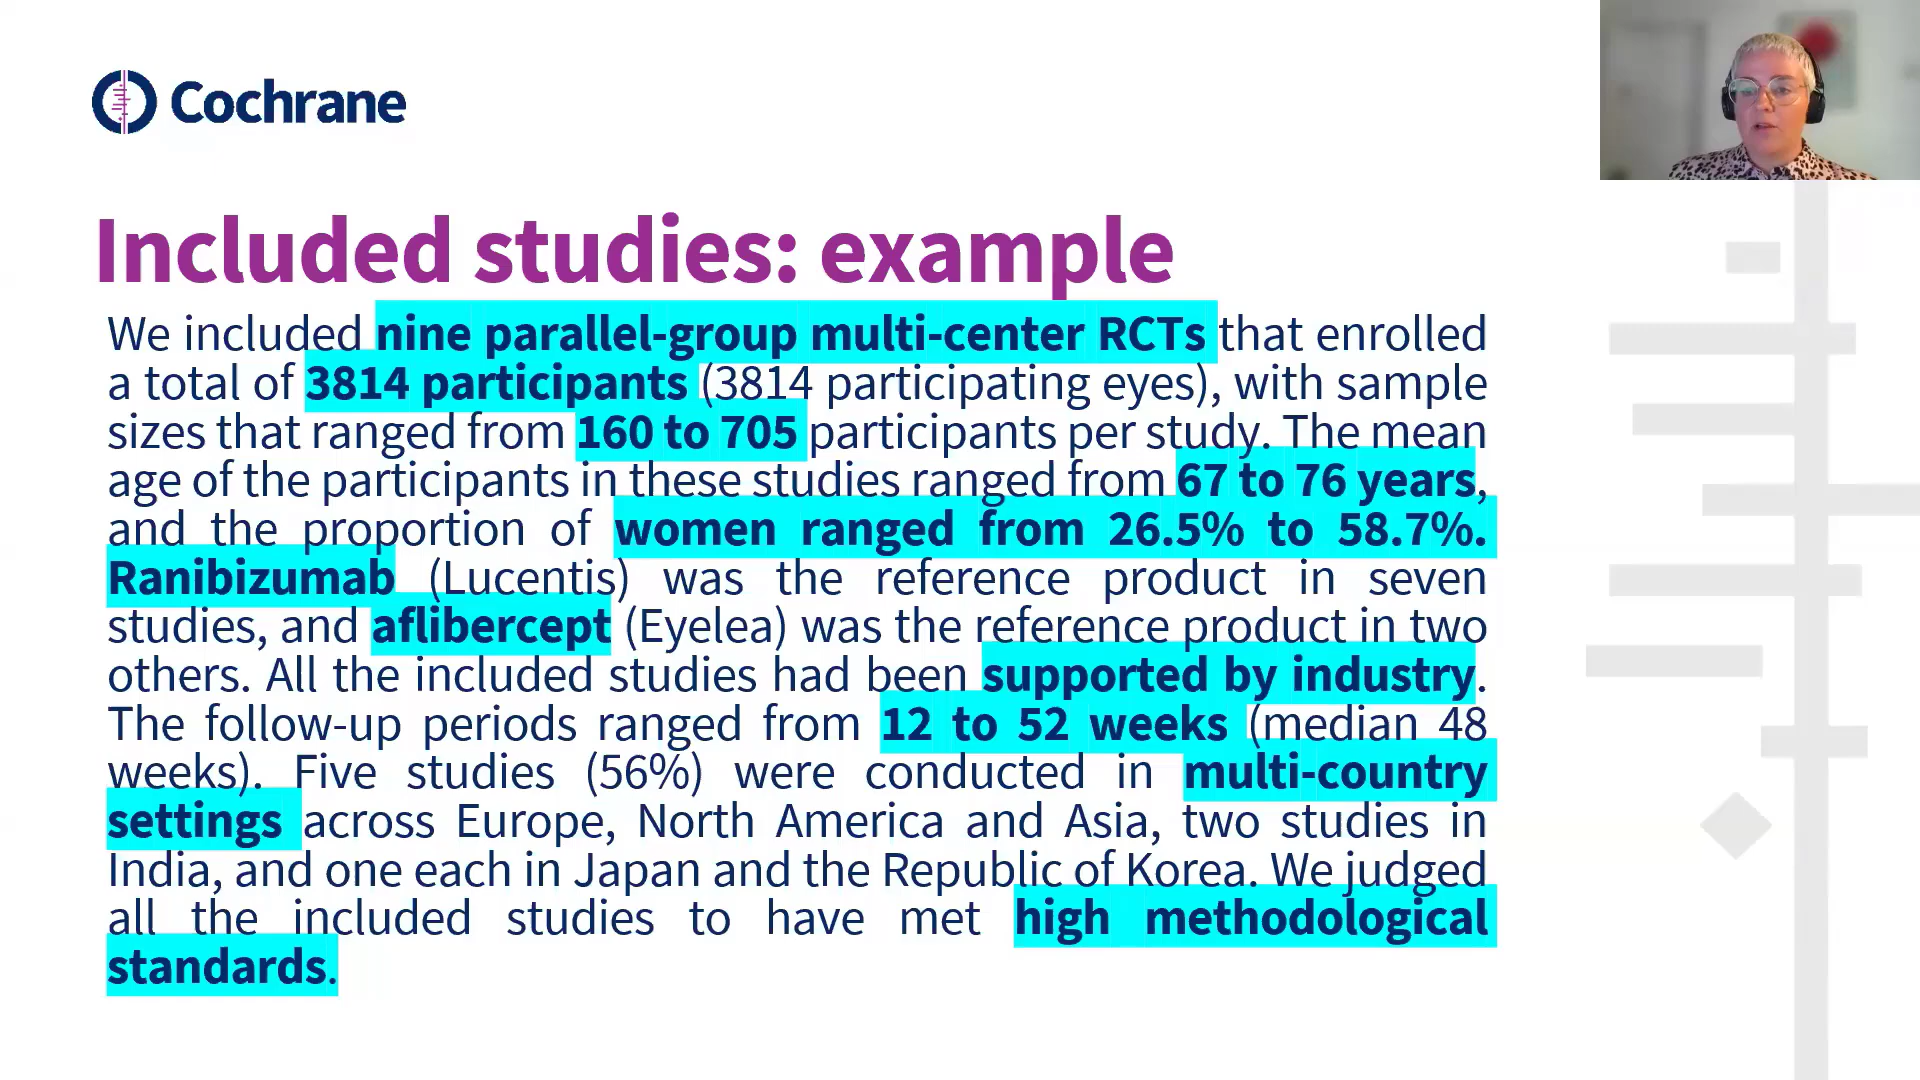 Cochrane
Included studies: example
We included nine parallel-group multi-center RCTs that enrolled
a total of 3814 participants (3814 participating eyes), with sample
sizes that ranged from 160 to 705 participants per study. The mean
age of the participants in these studies ranged from 67 to 76 years,
and the proportion of women ranged from 26.5% to 58.7%.
Ranibizumab (Lucentis) was the reference product in seven
studies, and aflibercept (Eyelea) was the reference product in two
others. All the included studies had been supported by industry.
The follow-up periods ranged from 12 to 52 weeks (median 48
weeks). Five studies (56%) were conducted in multi-country
settings across Europe, North America and Asia, two studies in
India, and one each in Japan and the Republic of Korea. We judged
all the included studies to have met high methodological
standards.